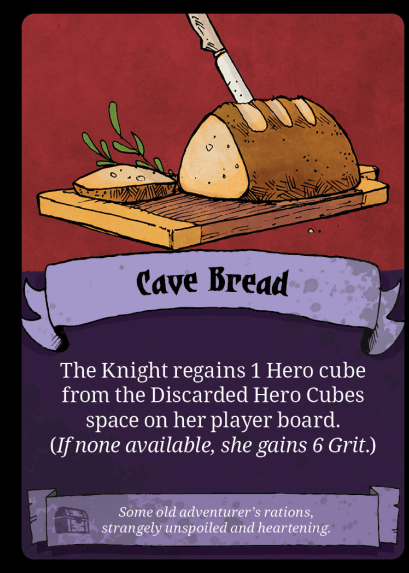 Cave Bread
The Knight regains 1 Hero cube
from the Discarded Hero Cubes
space on her player board.
(If none available, she gains 6 Grit.)
Some old adventurer's rations,
strangely unspoiled and heartening.